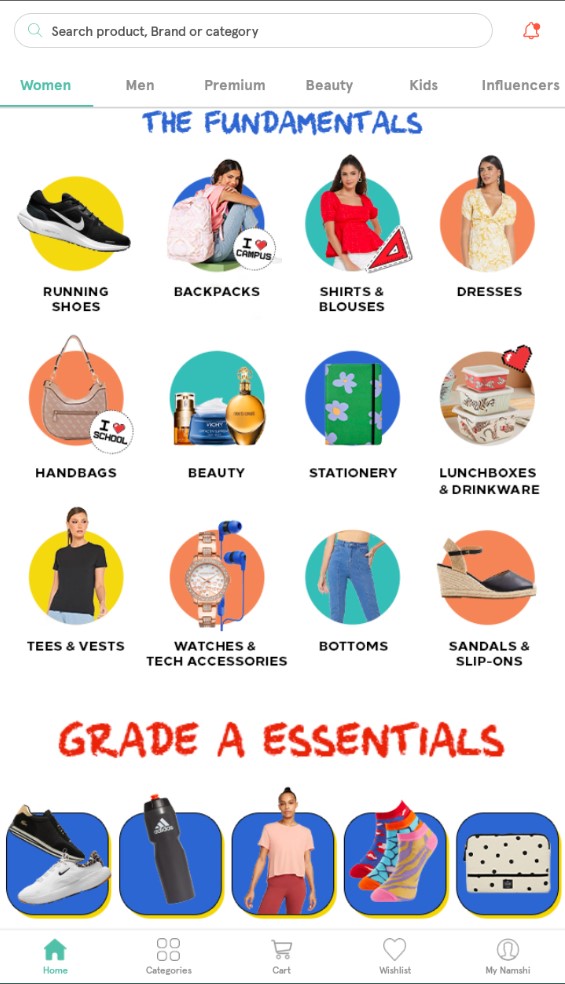 Search product, Brand or category
Women Men Premium Beauty Kids Influencers
THE FUNDAMENTALS
I
CAMPUS
RUNNING
SHOES
BACKPACKS
SHIRTS &
BLOUSES
DRESSES
I
SCHOOL
VICHY
HANDBAGS
BEAUTY
STATIONERY
LUNCHBOXES
& DRINKWARE
TEES & VESTS
WATCHES &
TECH ACCESSORIES
BOTTOMS
SANDALS &
SLIP-ONS
GRADE A ESSENTIALS
adidas
Home Categories Cart Wishlist My Namshi